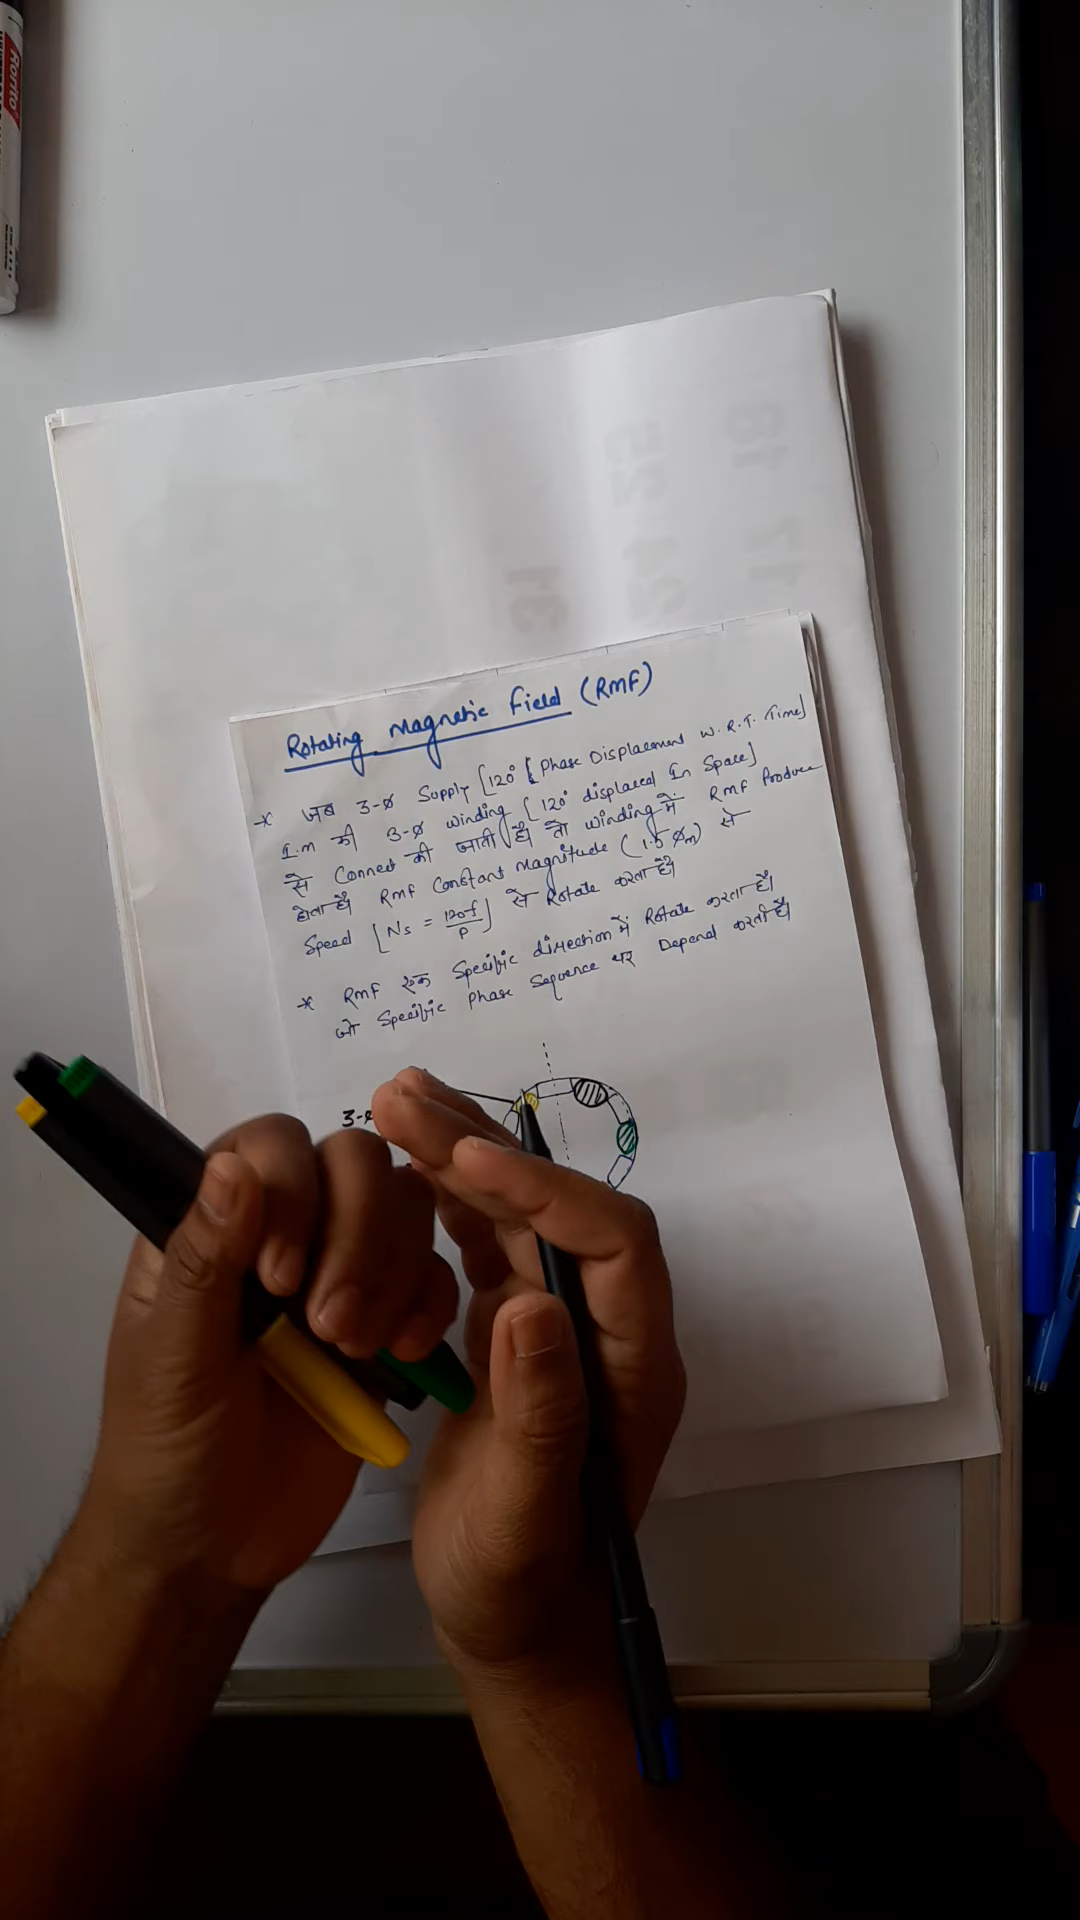 Rorito
Rotating Magnetic Field (RMF)
* जब 3-Ø Supply [120° [Phase Displacement W.R.T. Time]
I.M की 3-Ø winding [120° displaced In Space]
से Connect की जाती है तो winding में RMF Produce
होता है। RMF Constant Magnitude (1.5 Øm) से
Speed [Ns = 120f/P] से Rotate करता है।
* RMF एक Specific direction में Rotate करता है।
जो Specific Phase Sequence पर Depend करती है।
3-Ø